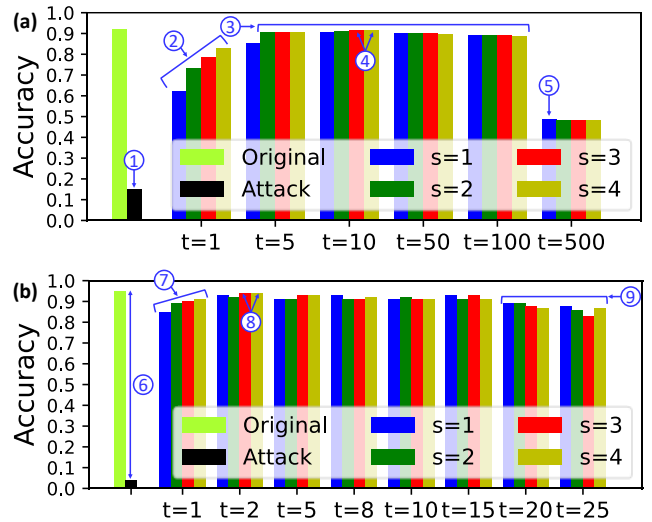 (a)
1.0
0.9
0.8
0.7
0.6
0.5
0.4
0.3
0.2
0.1
0.0
Accuracy
① ② ③ ④ ⑤
Original
Attack
s=1
s=2
s=3
s=4
t=1 t=5 t=10 t=50 t=100 t=500
(b)
1.0
0.9
0.8
0.7
0.6
0.5
0.4
0.3
0.2
0.1
0.0
Accuracy
⑥ ⑦ ⑧ ⑨
Original
Attack
s=1
s=2
s=3
s=4
t=1 t=2 t=5 t=8 t=10 t=15 t=20 t=25